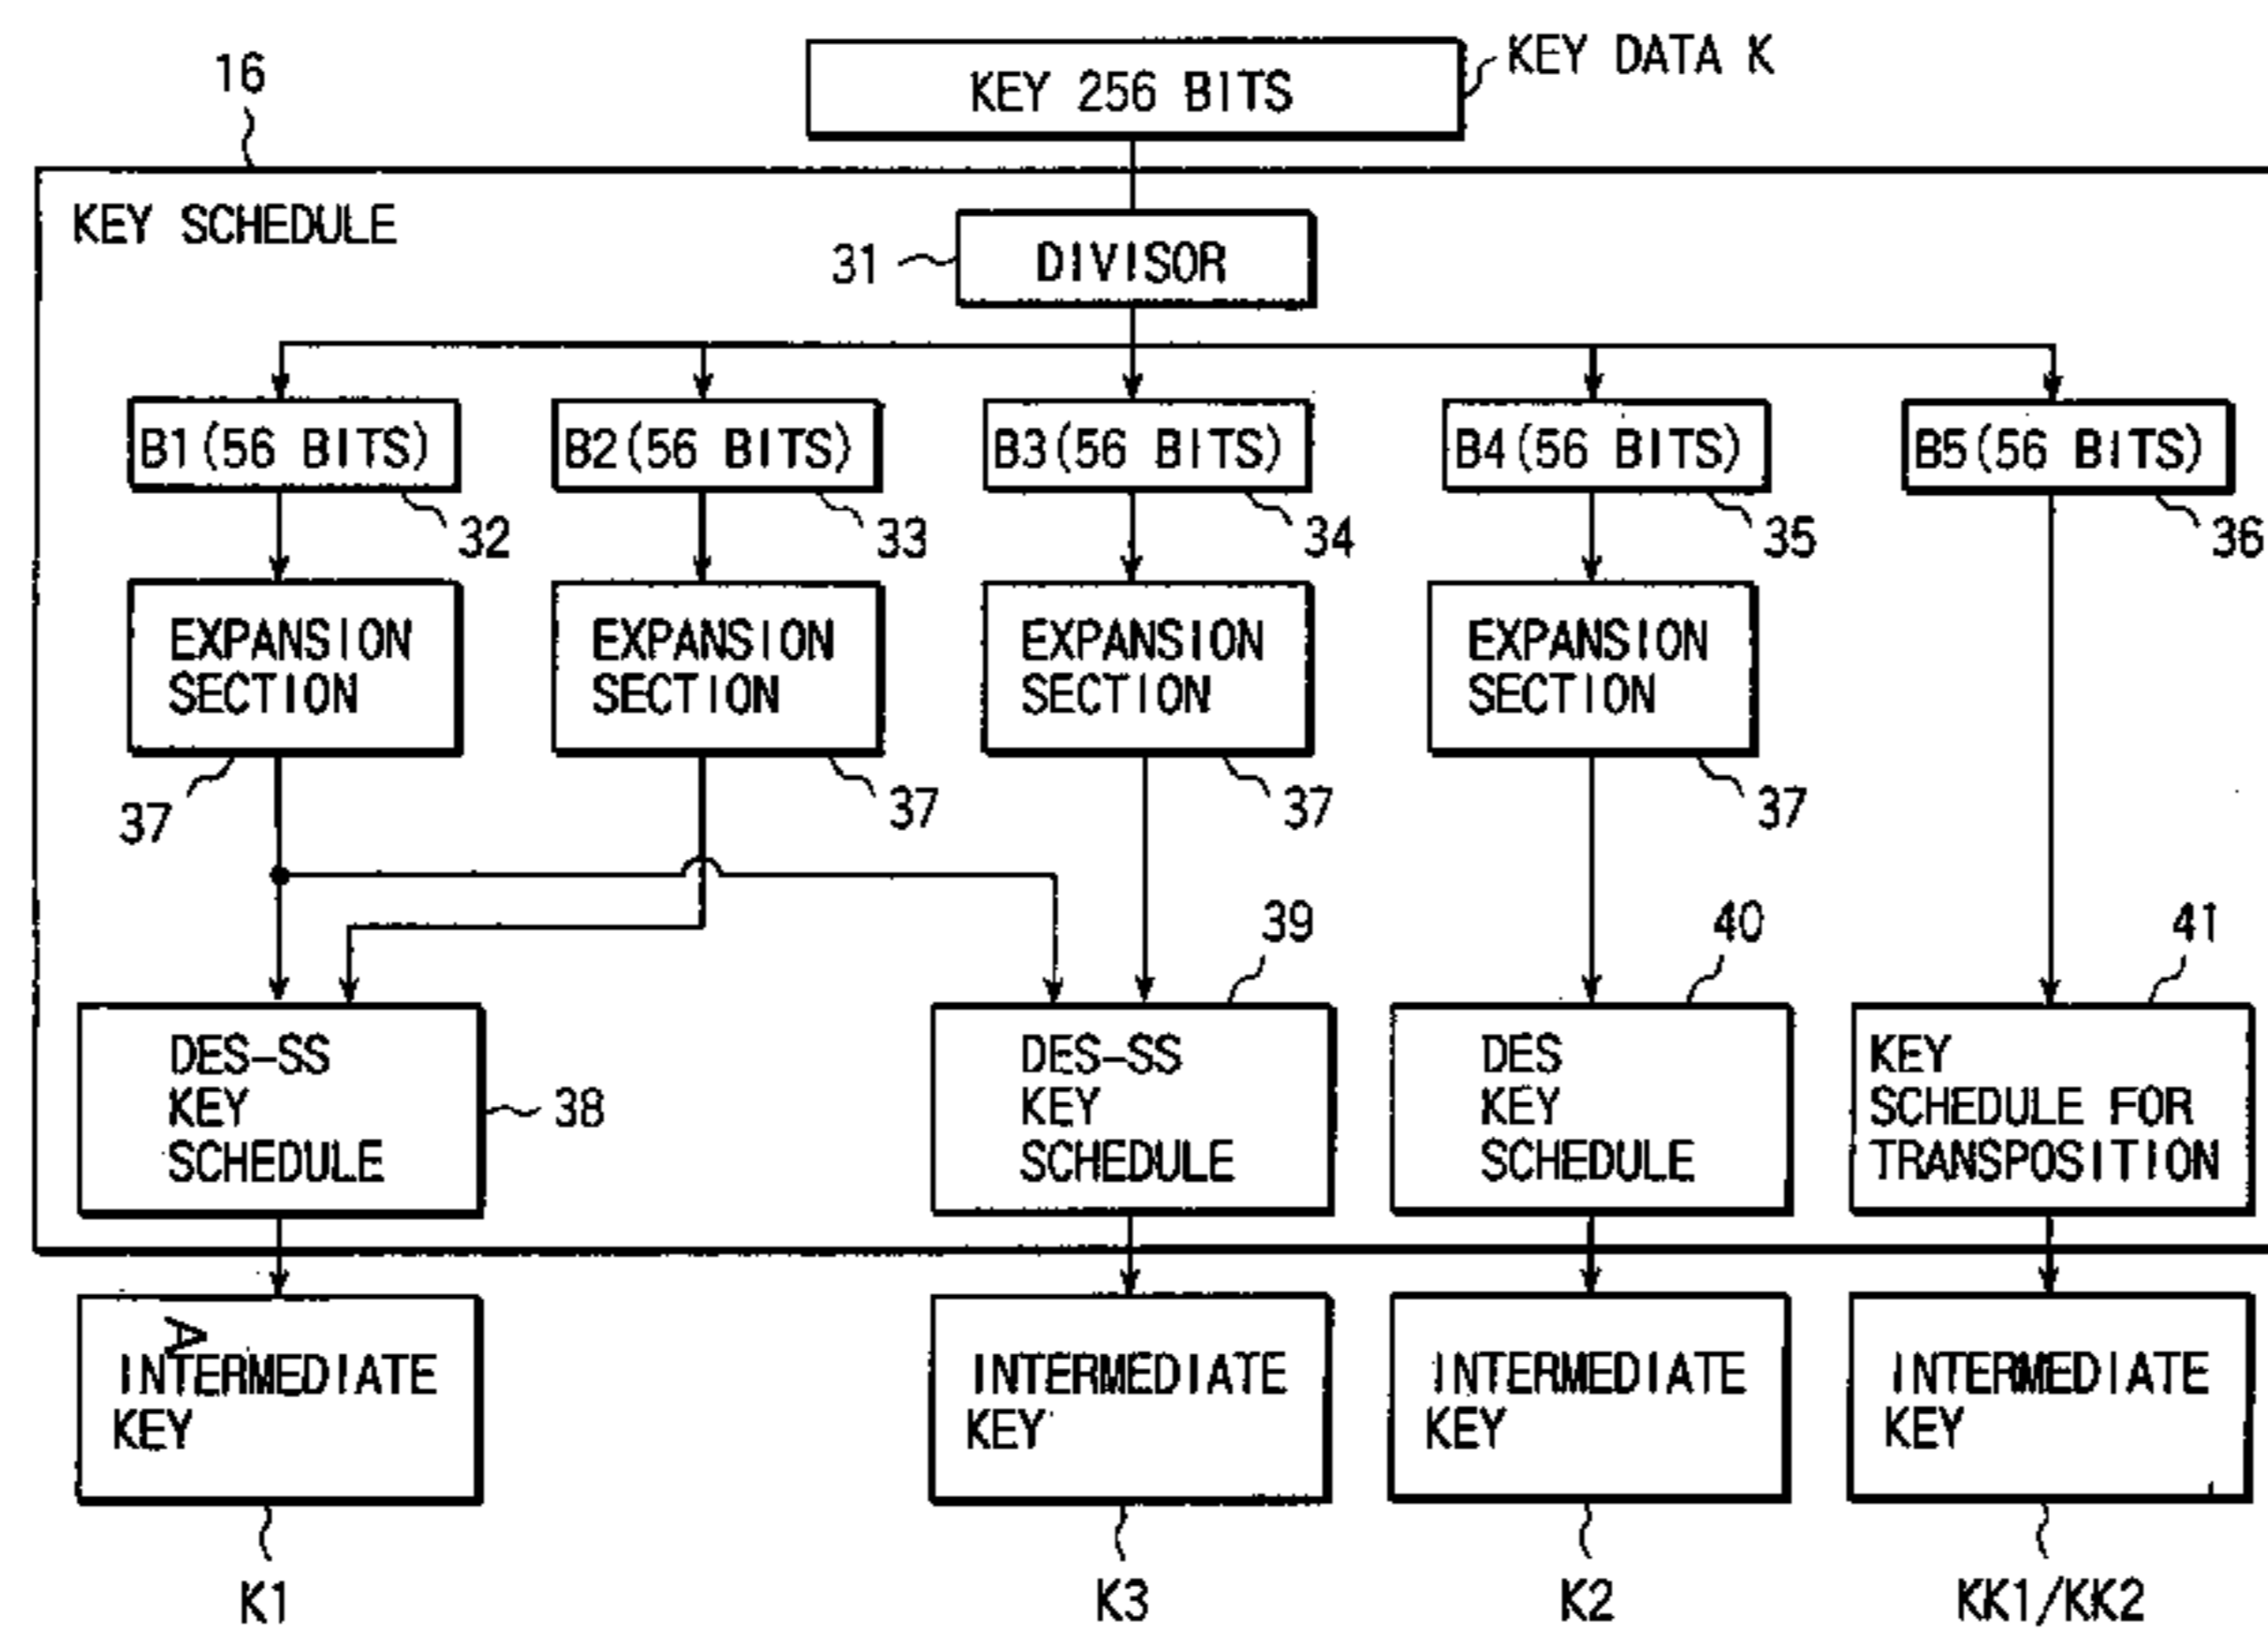 16
KEY 256 BITS
KEY DATA K
KEY SCHEDULE
31
DIVISOR
B1(56 BITS)
B2(56 BITS)
B3(56 BITS)
B4(56 BITS)
B5(56 BITS)
32
33
34
35
36
EXPANSION
SECTION
EXPANSION
SECTION
EXPANSION
SECTION
EXPANSION
SECTION
37
37
37
37
39
40
41
DES-SS
KEY
SCHEDULE
38
DES-SS
KEY
SCHEDULE
DES
KEY
SCHEDULE
KEY
SCHEDULE FOR
TRANSPOSITION
A
INTERMEDIATE
KEY
INTERMEDIATE
KEY
INTERMEDIATE
KEY
INTERMEDIATE
KEY
K1
K3
K2
KK1/KK2